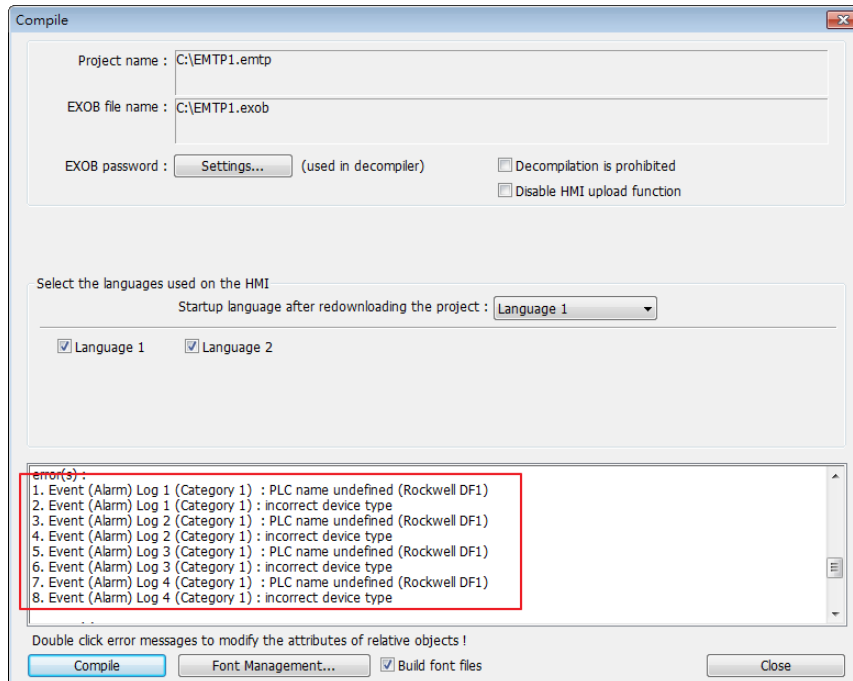 Compile
Project name : C:\EMTP1.emtp
EXOB file name : C:\EMTP1.exob
EXOB password : Settings... (used in decompiler) Decompilation is prohibited
Disable HMI upload function
Select the languages used on the HMI
Startup language after redownloading the project : Language 1
Language 1 Language 2
error(s) :
1. Event (Alarm) Log 1 (Category 1)  : PLC name undefined (Rockwell DF1)
2. Event (Alarm) Log 1 (Category 1) : incorrect device type
3. Event (Alarm) Log 2 (Category 1)  : PLC name undefined (Rockwell DF1)
4. Event (Alarm) Log 2 (Category 1) : incorrect device type
5. Event (Alarm) Log 3 (Category 1)  : PLC name undefined (Rockwell DF1)
6. Event (Alarm) Log 3 (Category 1) : incorrect device type
7. Event (Alarm) Log 4 (Category 1)  : PLC name undefined (Rockwell DF1)
8. Event (Alarm) Log 4 (Category 1) : incorrect device type
Double click error messages to modify the attributes of relative objects !
Compile Font Management... Build font files Close